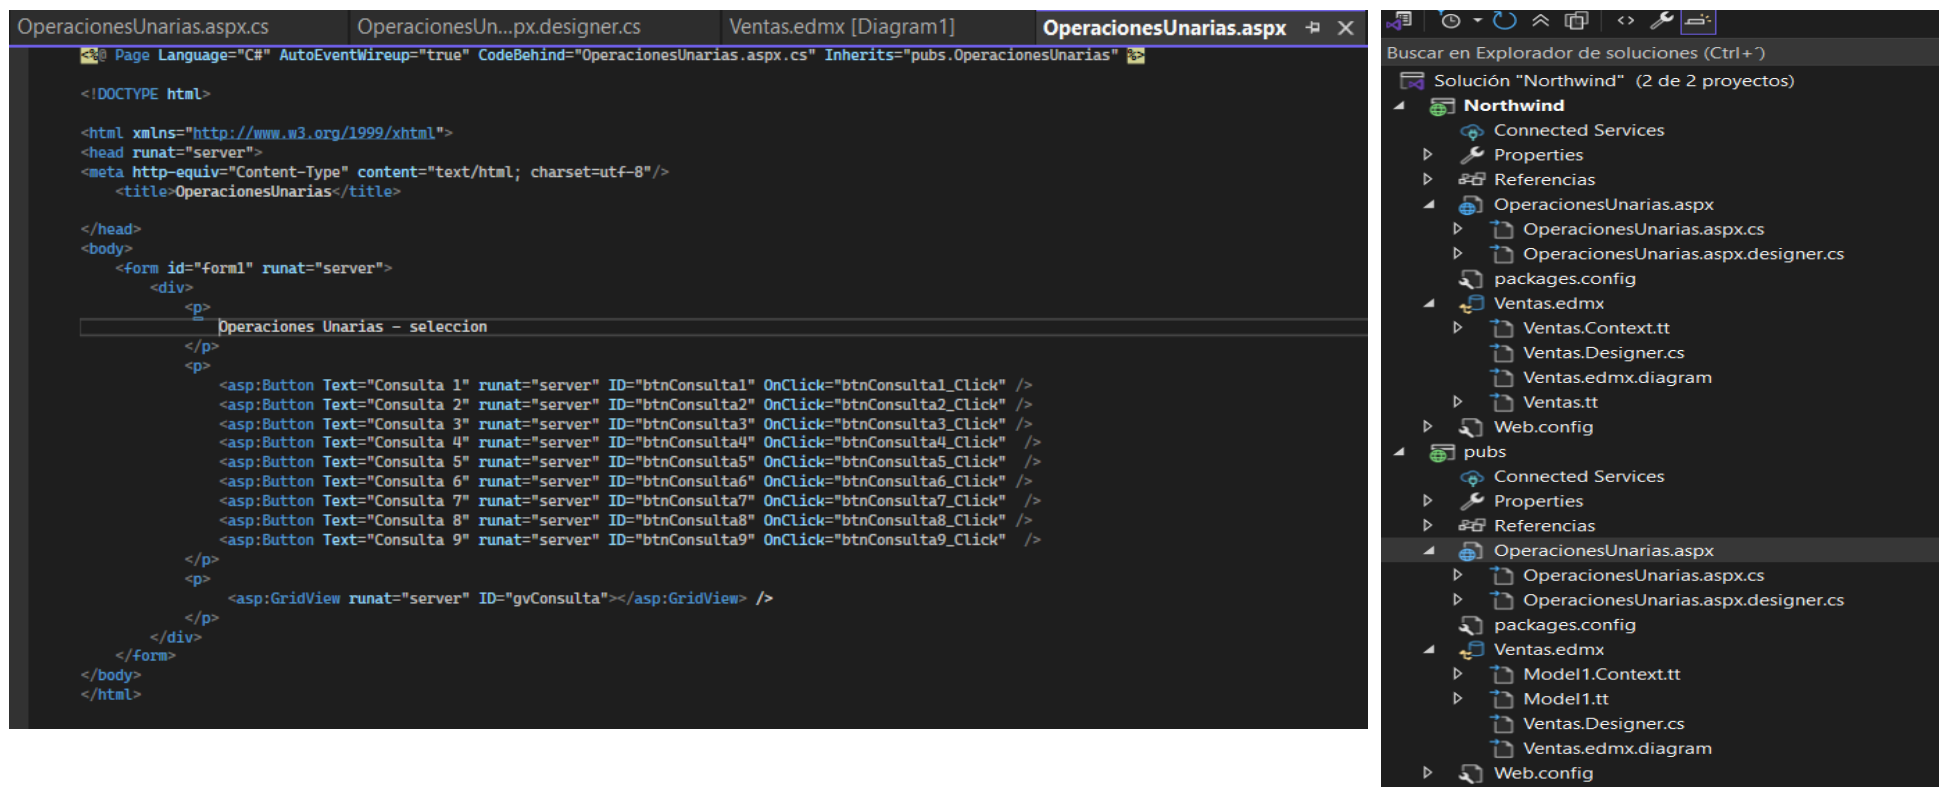 OperacionesUnarias.aspx.cs OperacionesUn...px.designer.cs Ventas.edmx [Diagram1] OperacionesUnarias.aspx
<%@ Page Language="C#" AutoEventWireup="true" CodeBehind="OperacionesUnarias.aspx.cs" Inherits="pubs.OperacionesUnarias" %>
<!DOCTYPE html>
<html xmlns="http://www.w3.org/1999/xhtml">
<head runat="server">
<meta http-equiv="Content-Type" content="text/html; charset=utf-8"/>
<title>OperacionesUnarias</title>
</head>
<body>
<form id="form1" runat="server">
<div>
<p>
Operaciones Unarias - seleccion
</p>
<p>
<asp:Button Text="Consulta 1" runat="server" ID="btnConsulta1" OnClick="btnConsulta1_Click" />
<asp:Button Text="Consulta 2" runat="server" ID="btnConsulta2" OnClick="btnConsulta2_Click" />
<asp:Button Text="Consulta 3" runat="server" ID="btnConsulta3" OnClick="btnConsulta3_Click" />
<asp:Button Text="Consulta 4" runat="server" ID="btnConsulta4" OnClick="btnConsulta4_Click"  />
<asp:Button Text="Consulta 5" runat="server" ID="btnConsulta5" OnClick="btnConsulta5_Click"  />
<asp:Button Text="Consulta 6" runat="server" ID="btnConsulta6" OnClick="btnConsulta6_Click" />
<asp:Button Text="Consulta 7" runat="server" ID="btnConsulta7" OnClick="btnConsulta7_Click"  />
<asp:Button Text="Consulta 8" runat="server" ID="btnConsulta8" OnClick="btnConsulta8_Click" />
<asp:Button Text="Consulta 9" runat="server" ID="btnConsulta9" OnClick="btnConsulta9_Click"  />
</p>
<p>
<asp:GridView runat="server" ID="gvConsulta"></asp:GridView> />
</p>
</div>
</form>
</body>
</html>
Buscar en Explorador de soluciones (Ctrl+´)
Solución "Northwind" (2 de 2 proyectos)
Northwind
Connected Services
Properties
Referencias
OperacionesUnarias.aspx
OperacionesUnarias.aspx.cs
OperacionesUnarias.aspx.designer.cs
packages.config
Ventas.edmx
Ventas.Context.tt
Ventas.Designer.cs
Ventas.edmx.diagram
Ventas.tt
Web.config
pubs
Connected Services
Properties
Referencias
OperacionesUnarias.aspx
OperacionesUnarias.aspx.cs
OperacionesUnarias.aspx.designer.cs
packages.config
Ventas.edmx
Model1.Context.tt
Model1.tt
Ventas.Designer.cs
Ventas.edmx.diagram
Web.config